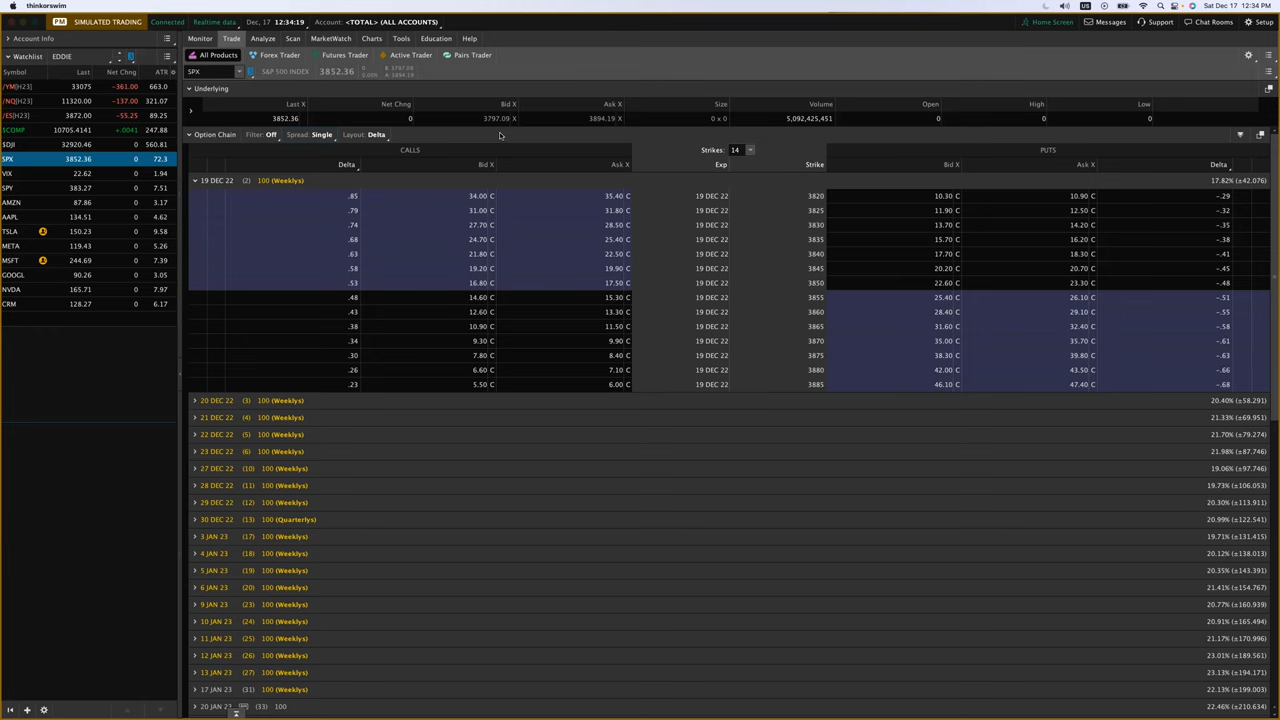 thinkorswim US Sat Dec 17 12:34 PM
PM SIMULATED TRADING Connected Realtime data Dec, 17 12:34:19 Account: <TOTAL> (ALL ACCOUNTS) Home Screen Messages Support Chat Rooms Setup
Account Info
Monitor Trade Analyze Scan MarketWatch Charts Tools Education Help
Watchlist EDDIE
All Products Forex Trader Futures Trader Active Trader Pairs Trader
Symbol Last Net Chng ATR
SPX S&P 500 INDEX 3852.36 0 0.00% B: 3797.09 A: 3894.19
/YM[H23] 33075 -361.00 663.0
/NQ[H23] 11320.00 -137.00 321.07
/ES[H23] 3872.00 -55.25 89.25
$COMP 10705.4141 +.0041 247.88
$DJI 32920.46 0 560.81
SPX 3852.36 0 72.3
VIX 22.62 0 1.94
SPY 383.27 0 7.51
AMZN 87.86 0 3.17
AAPL 134.51 0 4.62
TSLA 150.23 0 9.58
META 119.43 0 5.26
MSFT 244.69 0 7.39
GOOGL 90.26 0 3.05
NVDA 165.71 0 7.97
CRM 128.27 0 6.17
Underlying
Last X Net Chng Bid X Ask X Size Volume Open High Low
3852.36 0 3797.09 X 3894.19 X 0 x 0 5,092,425,451 0 0 0
Option Chain Filter: Off Spread: Single Layout: Delta
CALLS Strikes: 14 PUTS
Delta Bid X Ask X Exp Strike Bid X Ask X Delta
19 DEC 22 (2) 100 (Weeklys) 17.82% (±42.076)
.85 34.00 C 35.40 C 19 DEC 22 3820 10.30 C 10.90 C -.29
.79 31.00 C 31.80 C 19 DEC 22 3825 11.90 C 12.50 C -.32
.74 27.70 C 28.50 C 19 DEC 22 3830 13.70 C 14.20 C -.35
.68 24.70 C 25.40 C 19 DEC 22 3835 15.70 C 16.20 C -.38
.63 21.80 C 22.50 C 19 DEC 22 3840 17.70 C 18.30 C -.41
.58 19.20 C 19.90 C 19 DEC 22 3845 20.20 C 20.70 C -.45
.53 16.80 C 17.50 C 19 DEC 22 3850 22.60 C 23.30 C -.48
.48 14.60 C 15.30 C 19 DEC 22 3855 25.40 C 26.10 C -.51
.43 12.60 C 13.30 C 19 DEC 22 3860 28.40 C 29.10 C -.55
.38 10.90 C 11.50 C 19 DEC 22 3865 31.60 C 32.40 C -.58
.34 9.30 C 9.90 C 19 DEC 22 3870 35.00 C 35.70 C -.61
.30 7.80 C 8.40 C 19 DEC 22 3875 38.30 C 39.80 C -.63
.26 6.60 C 7.10 C 19 DEC 22 3880 42.00 C 43.50 C -.66
.23 5.50 C 6.00 C 19 DEC 22 3885 46.10 C 47.40 C -.68
20 DEC 22 (3) 100 (Weeklys) 20.40% (±58.291)
21 DEC 22 (4) 100 (Weeklys) 21.33% (±69.951)
22 DEC 22 (5) 100 (Weeklys) 21.70% (±79.274)
23 DEC 22 (6) 100 (Weeklys) 21.98% (±87.746)
27 DEC 22 (10) 100 (Weeklys) 19.06% (±97.746)
28 DEC 22 (11) 100 (Weeklys) 19.73% (±106.053)
29 DEC 22 (12) 100 (Weeklys) 20.30% (±113.911)
30 DEC 22 (13) 100 (Quarterlys) 20.99% (±122.541)
3 JAN 23 (17) 100 (Weeklys) 19.71% (±131.415)
4 JAN 23 (18) 100 (Weeklys) 20.12% (±138.013)
5 JAN 23 (19) 100 (Weeklys) 20.35% (±143.391)
6 JAN 23 (20) 100 (Weeklys) 21.41% (±154.767)
9 JAN 23 (23) 100 (Weeklys) 20.77% (±160.939)
10 JAN 23 (24) 100 (Weeklys) 20.91% (±165.494)
11 JAN 23 (25) 100 (Weeklys) 21.17% (±170.996)
12 JAN 23 (26) 100 (Weeklys) 23.01% (±189.561)
13 JAN 23 (27) 100 (Weeklys) 23.13% (±194.171)
17 JAN 23 (31) 100 (Weeklys) 22.13% (±199.003)
20 JAN 23 (33) 100 22.46% (±210.634)